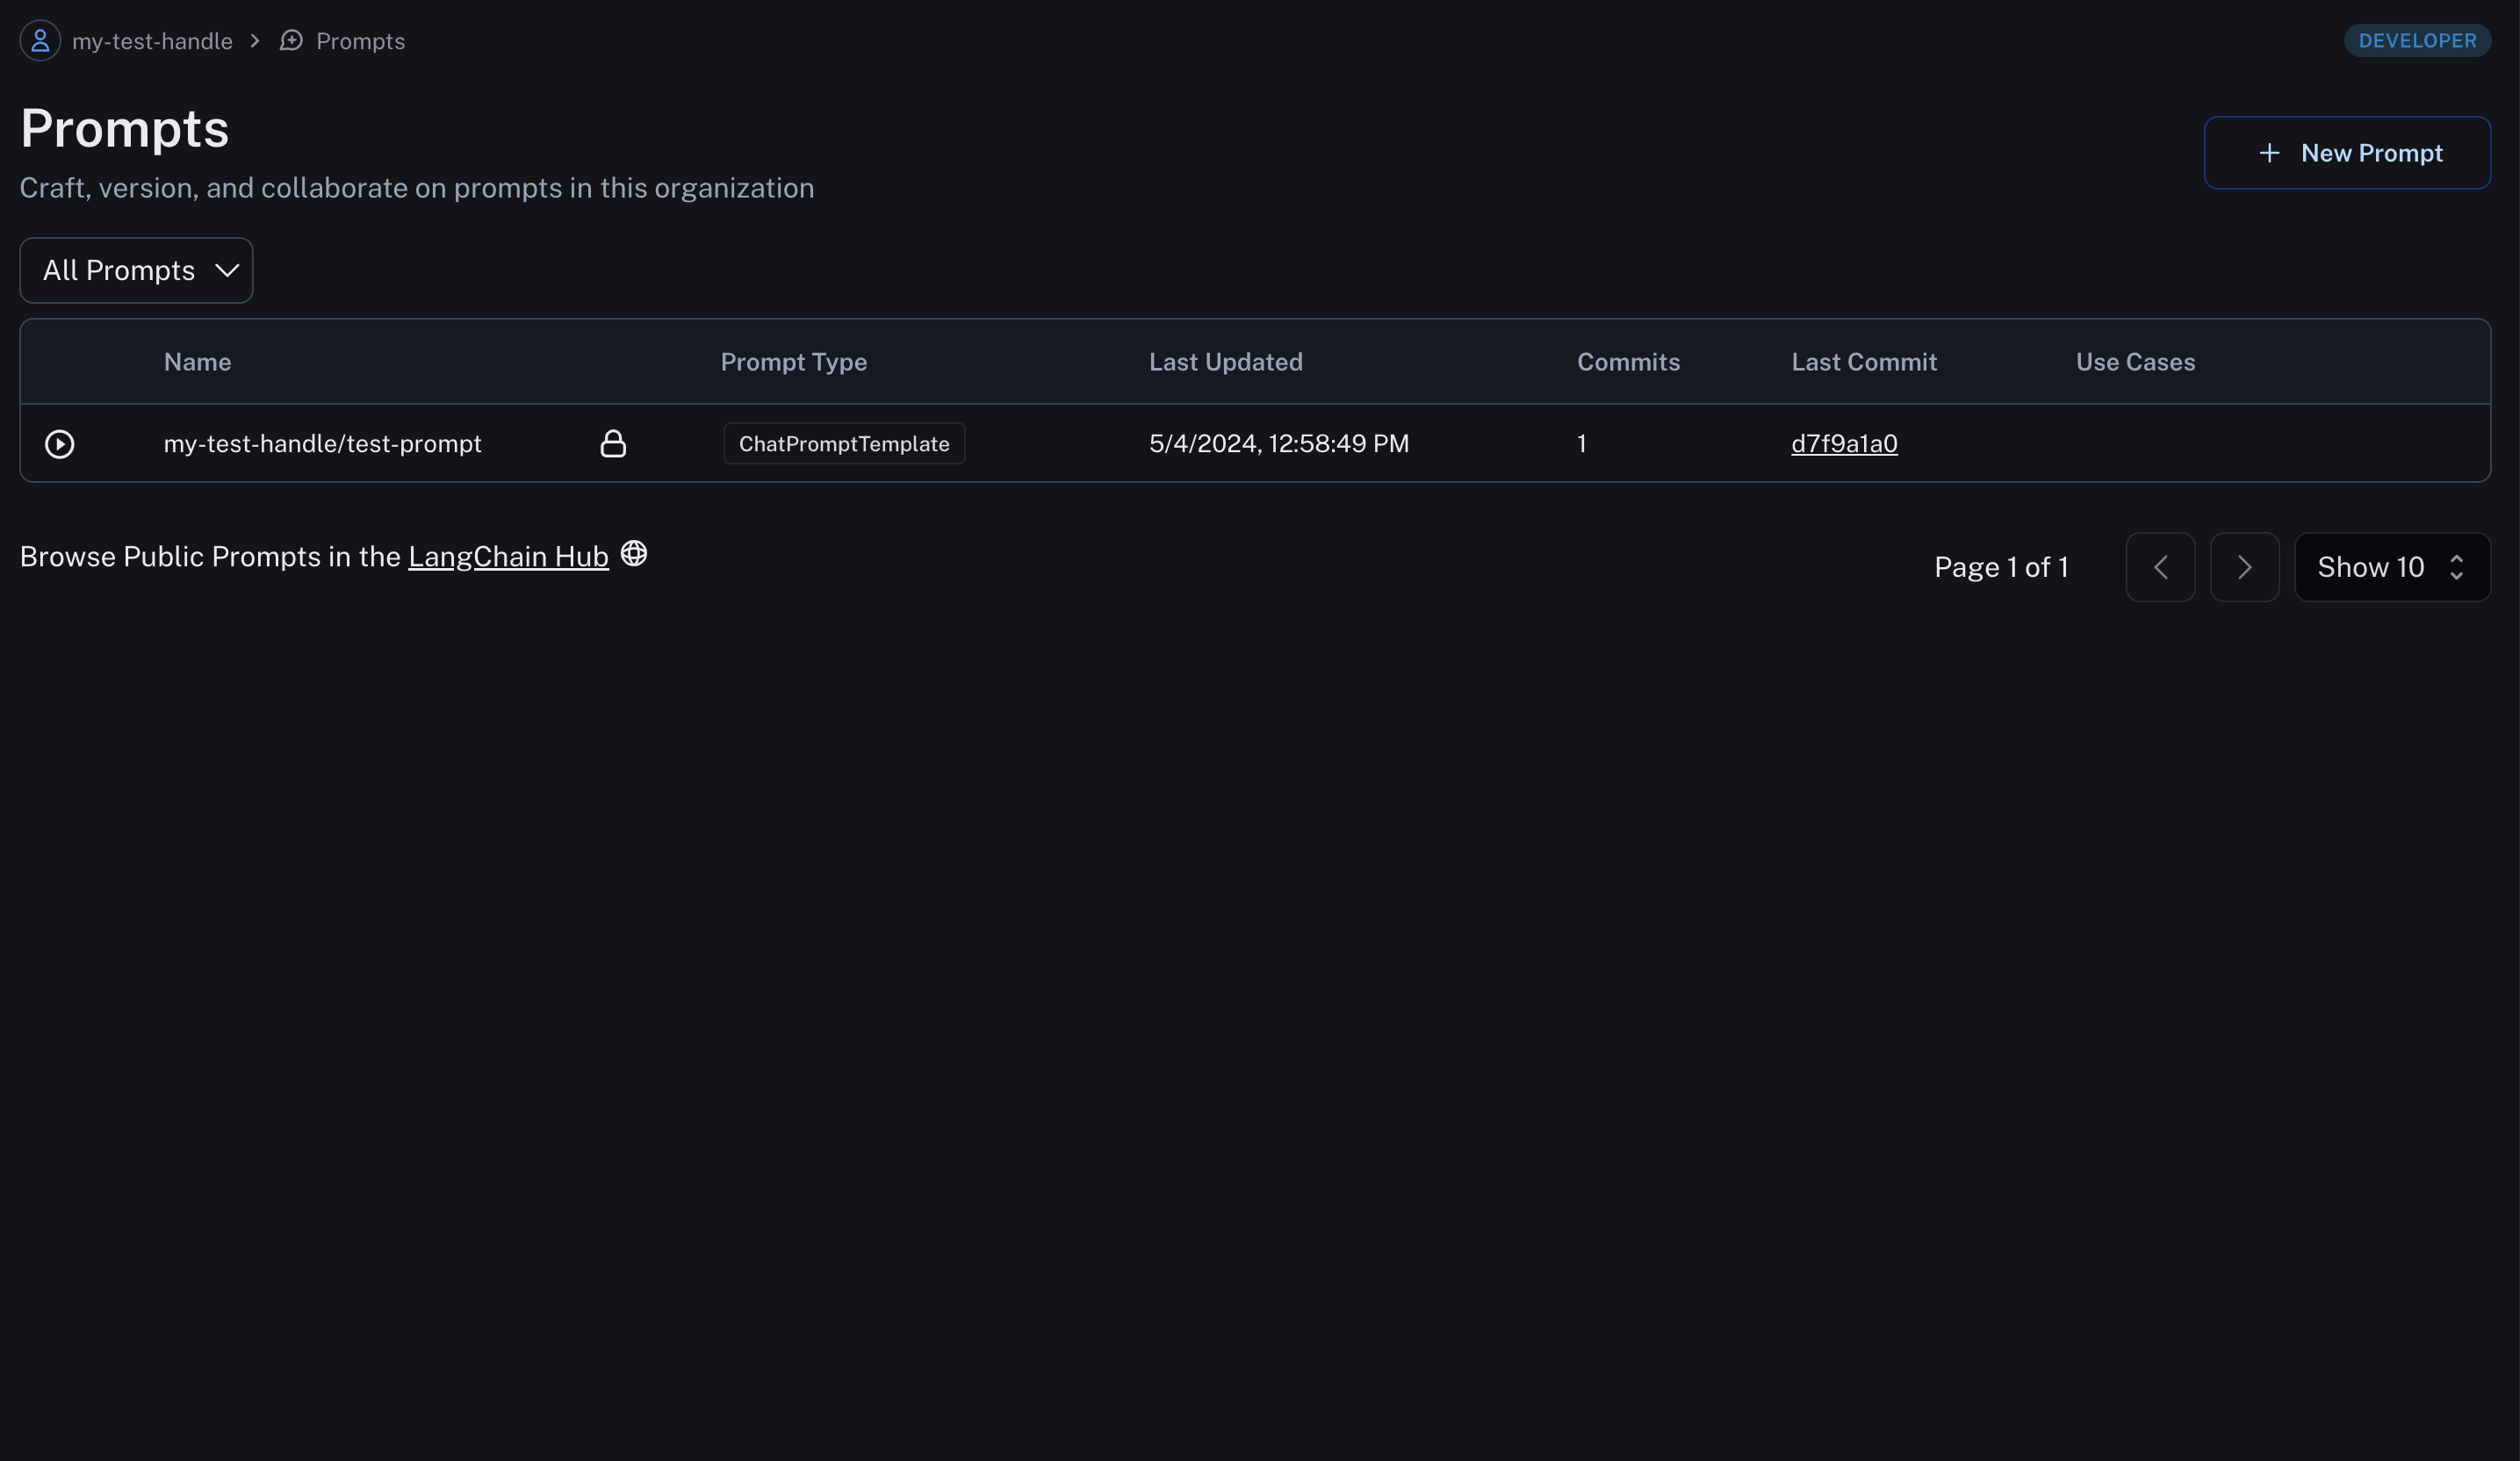 my-test-handle > Prompts DEVELOPER
Prompts
Craft, version, and collaborate on prompts in this organization
+ New Prompt
All Prompts
Name Prompt Type Last Updated Commits Last Commit Use Cases
my-test-handle/test-prompt ChatPromptTemplate 5/4/2024, 12:58:49 PM 1 d7f9a1a0
Browse Public Prompts in the LangChain Hub
Page 1 of 1 Show 10